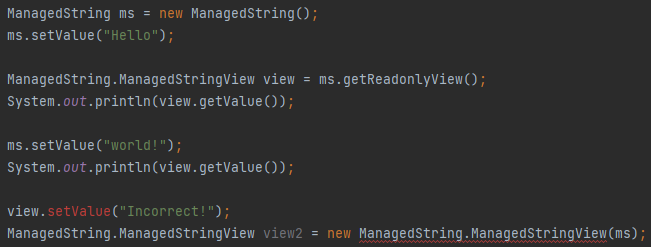 ManagedString ms = new ManagedString();
ms.setValue("Hello");
ManagedString.ManagedStringView view = ms.getReadonlyView();
System.out.println(view.getValue());
ms.setValue("world!");
System.out.println(view.getValue());
view.setValue("Incorrect!");
ManagedString.ManagedStringView view2 = new ManagedString.ManagedStringView(ms);